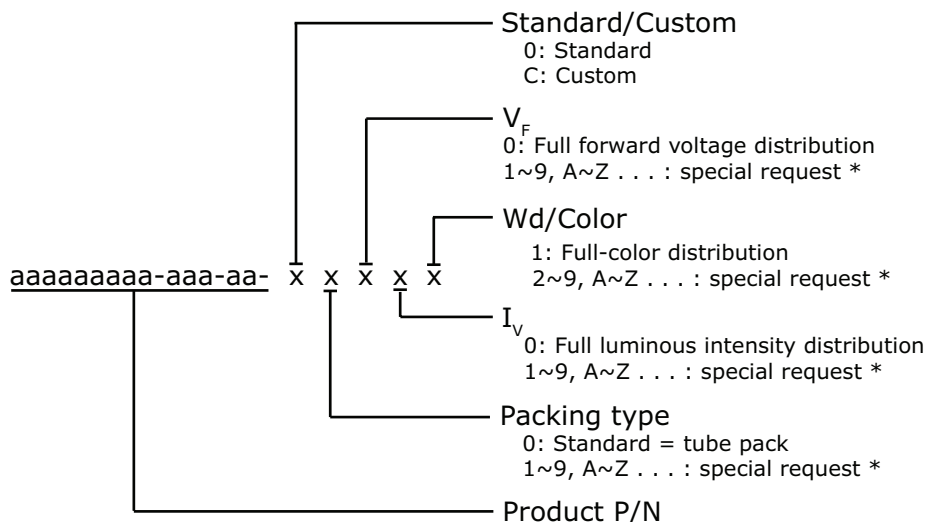 Standard/Custom
0: Standard
C: Custom
VF
0: Full forward voltage distribution
1~9, A~Z . . . : special request *
Wd/Color
1: Full-color distribution
2~9, A~Z . . . : special request *
aaaaaaaaa-aaa-aa- x x x x x
IV
0: Full luminous intensity distribution
1~9, A~Z . . . : special request *
Packing type
0: Standard = tube pack
1~9, A~Z . . . : special request *
Product P/N